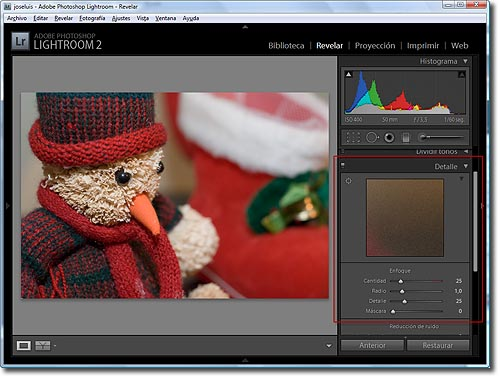 joseluis - Adobe Photoshop Lightroom - Revelar
Archivo Editar Revelar Fotografía Ajustes Vista Ventana Ayuda
Lr
ADOBE PHOTOSHOP
LIGHTROOM 2
Biblioteca | Revelar | Proyección | Imprimir | Web
Histograma
ISO 400 50 mm f / 3,5 1/60 seg.
Dividir tonos
Detalle
Enfoque
Cantidad 25
Radio 1,0
Detalle 25
Máscara 0
Reducción de ruido
Anterior Restaurar